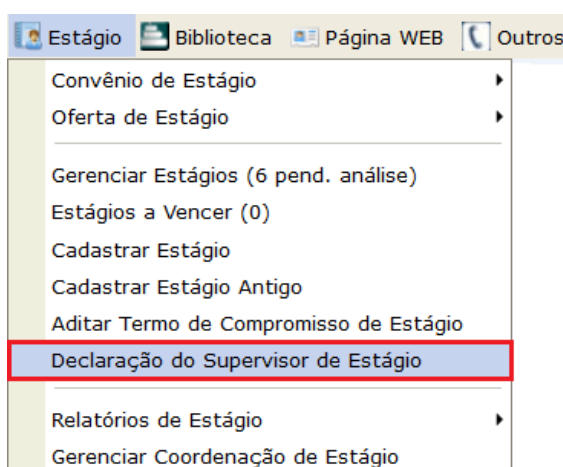 Estágio Biblioteca Página WEB Outros
Convênio de Estágio
Oferta de Estágio
Gerenciar Estágios (6 pend. análise)
Estágios a Vencer (0)
Cadastrar Estágio
Cadastrar Estágio Antigo
Aditar Termo de Compromisso de Estágio
Declaração do Supervisor de Estágio
Relatórios de Estágio
Gerenciar Coordenação de Estágio